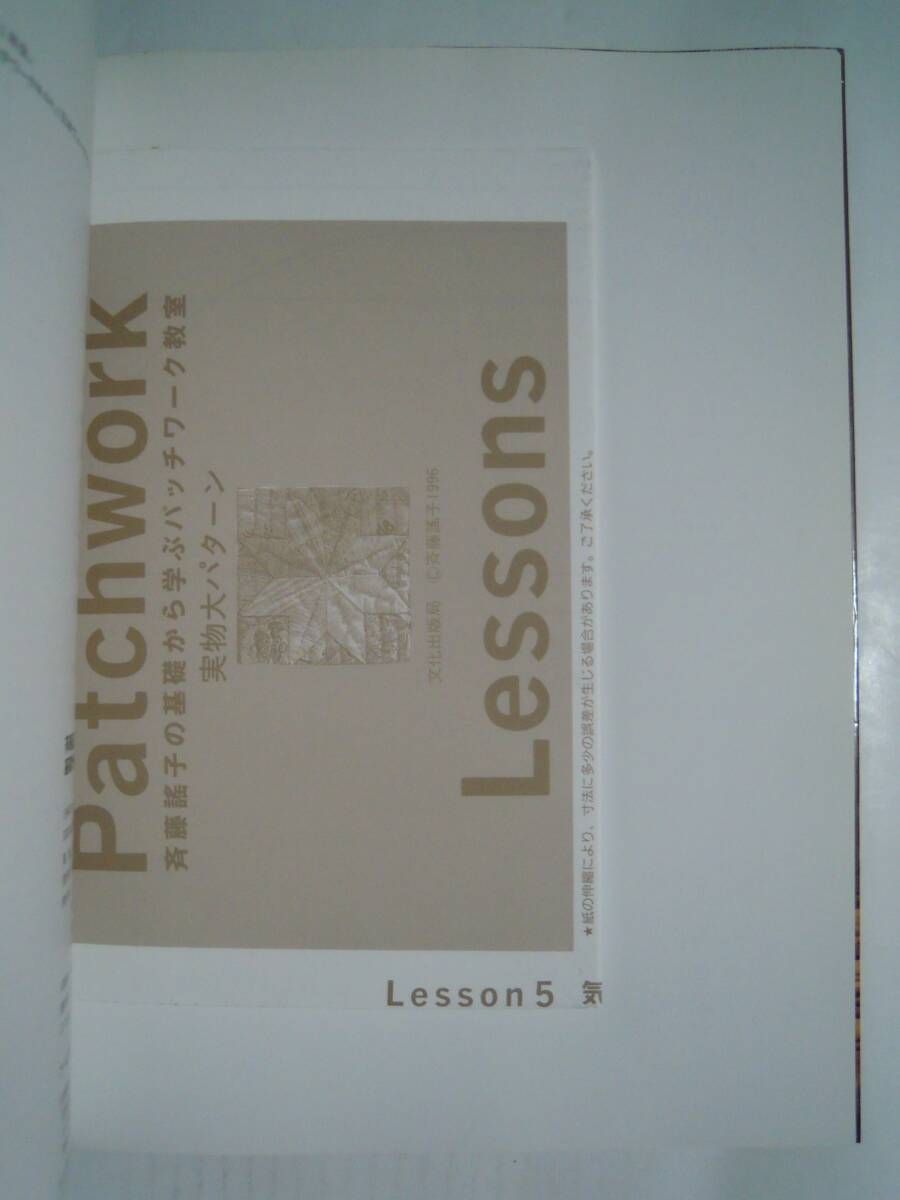 Patchwork
斉藤謠子の基礎から学ぶパッチワーク教室
実物大パターン
文化出版局 ©斉藤謠子1996
Lessons
★紙の伸縮により、寸法に多少の誤差が生じる場合があります。ご了承ください。
Lesson5 気